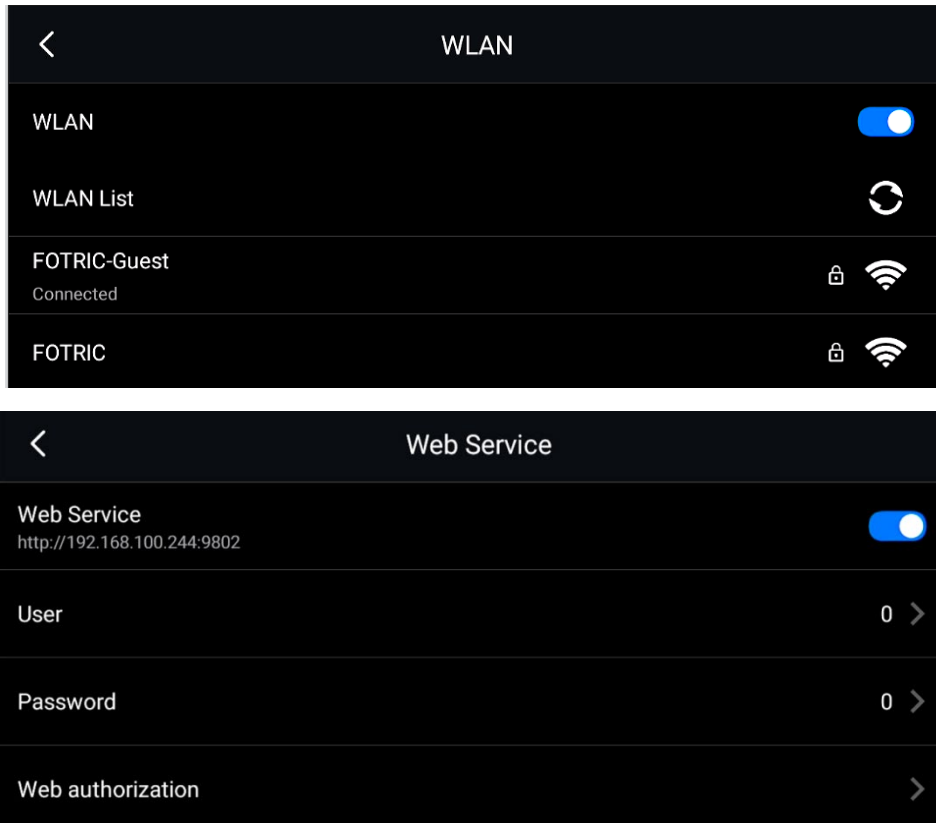 WLAN
WLAN
WLAN List
FOTRIC-Guest
Connected
FOTRIC
Web Service
Web Service
http://192.168.100.244:9802
User 0
Password 0
Web authorization